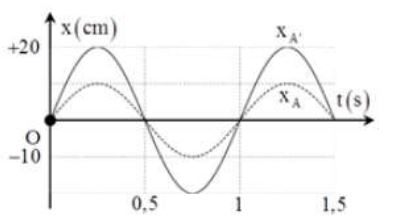 x(cm)
+20
x_A'
x_A
t(s)
O
−10
0,5
1
1,5